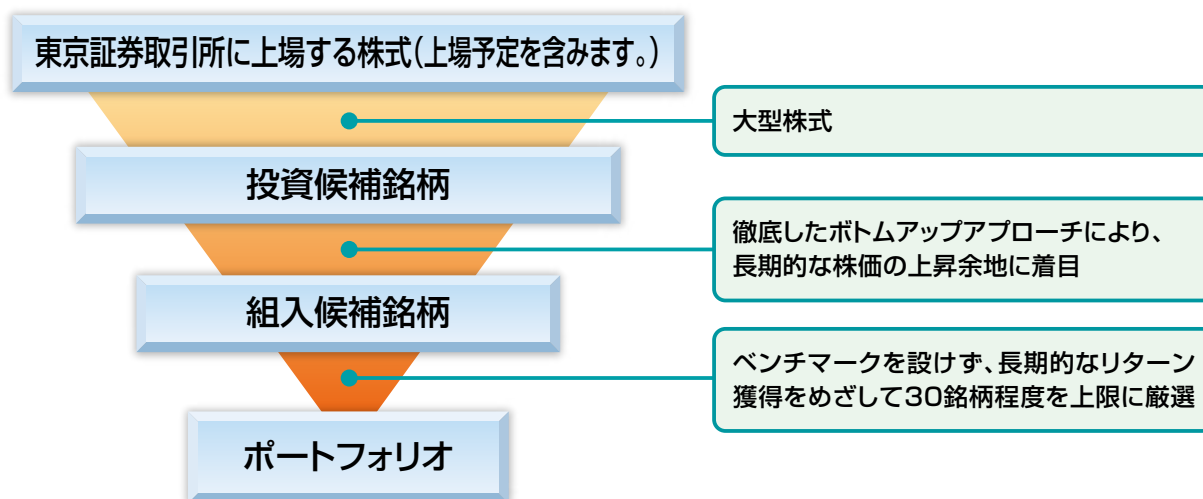 東京証券取引所に上場する株式(上場予定を含みます。)
大型株式
投資候補銘柄
徹底したボトムアップアプローチにより、
長期的な株価の上昇余地に着目
組入候補銘柄
ベンチマークを設けず、長期的なリターン
獲得をめざして30銘柄程度を上限に厳選
ポートフォリオ